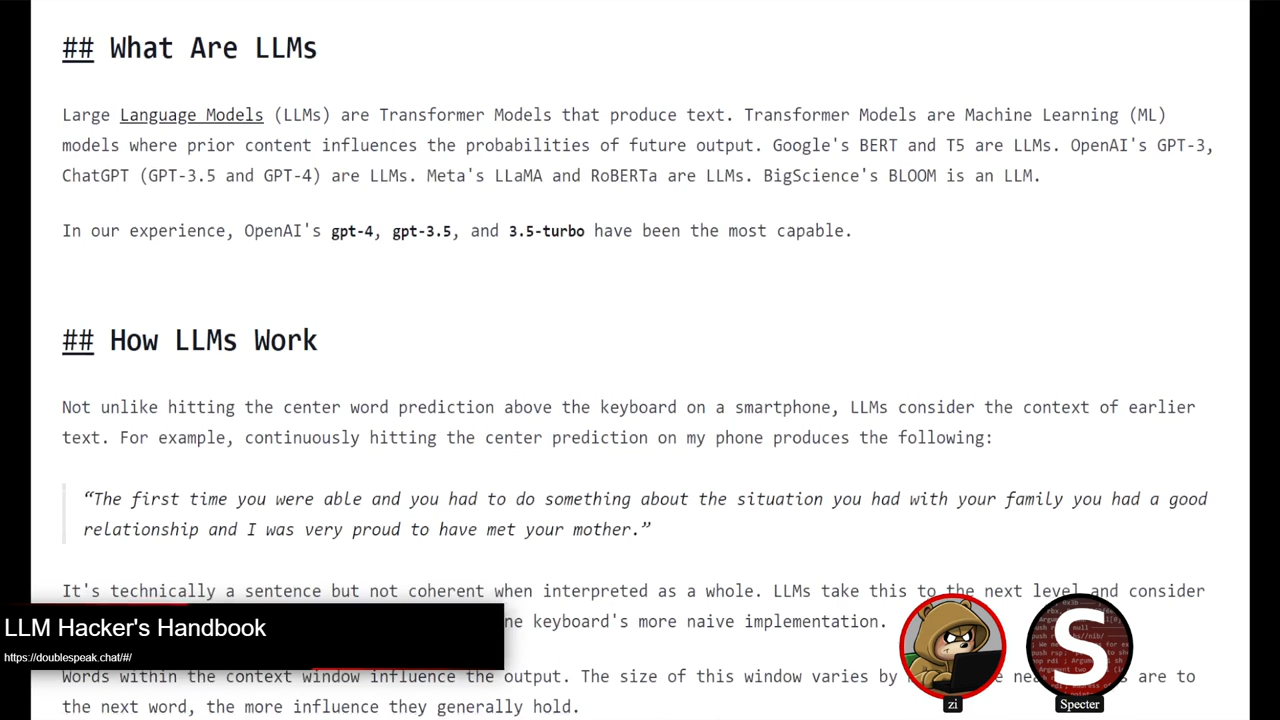 ## What Are LLMs
Large Language Models (LLMs) are Transformer Models that produce text. Transformer Models are Machine Learning (ML)
models where prior content influences the probabilities of future output. Google's BERT and T5 are LLMs. OpenAI's GPT-3,
ChatGPT (GPT-3.5 and GPT-4) are LLMs. Meta's LLaMA and RoBERTa are LLMs. BigScience's BLOOM is an LLM.
In our experience, OpenAI's gpt-4, gpt-3.5, and 3.5-turbo have been the most capable.
## How LLMs Work
Not unlike hitting the center word prediction above the keyboard on a smartphone, LLMs consider the context of earlier
text. For example, continuously hitting the center prediction on my phone produces the following:
“The first time you were able and you had to do something about the situation you had with your family you had a good
relationship and I was very proud to have met your mother.”
It's technically a sentence but not coherent when interpreted as a whole. LLMs take this to the next level and consider
keyboard's more naive implementation.
Words within the context window influence the output. The size of this window varies by are to
the next word, the more influence they generally hold.
LLM Hacker's Handbook
https://doublespeak.chat/#/
zi
S
Specter